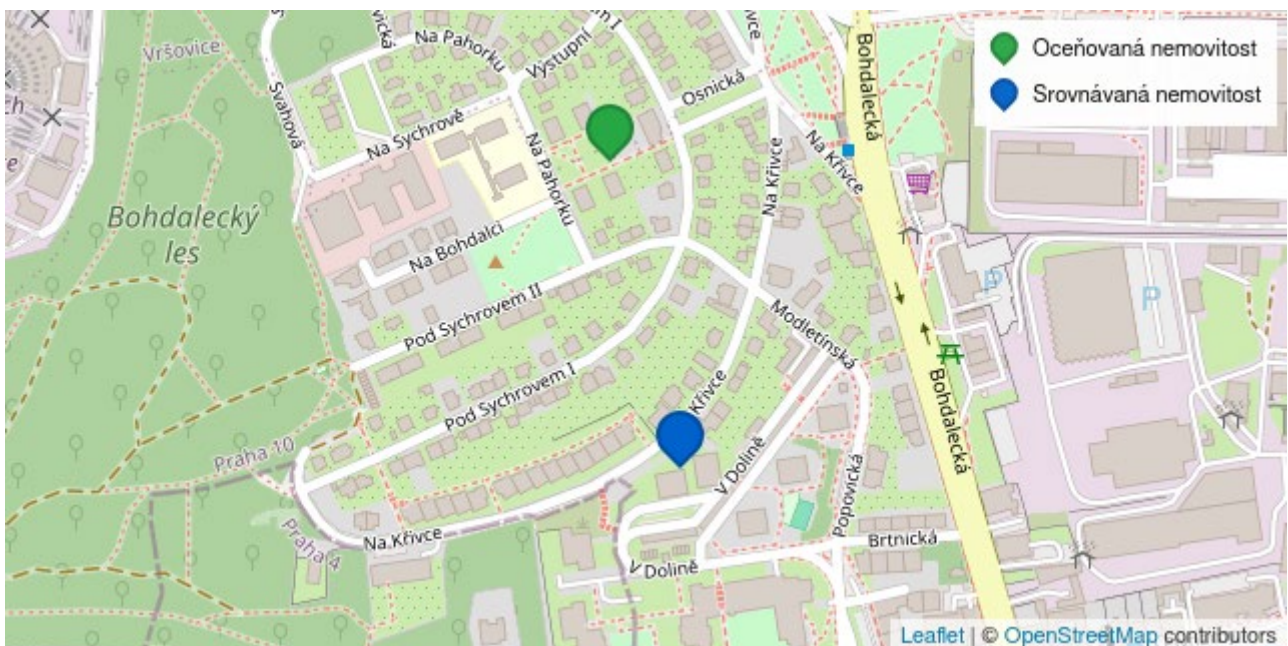 Oceňovaná nemovitost
Srovnávaná nemovitost
Vršovice
Na Pahorku
Výstupní
Bohdalecká
Svahová
Osnická
Na Sychrově
Na Pahorku
Na Křivce
Na Křivce
Bohdalecký
les
Na Bohdalci
Pod Sychrovem II
Modletínská
P
P
Pod Sychrovem I
Křivce
Bohdalecká
Praha 10
V Dolině
Popovická
Praha 4
Na Křivce
Brtnická
V Dolině
Leaflet | © OpenStreetMap contributors